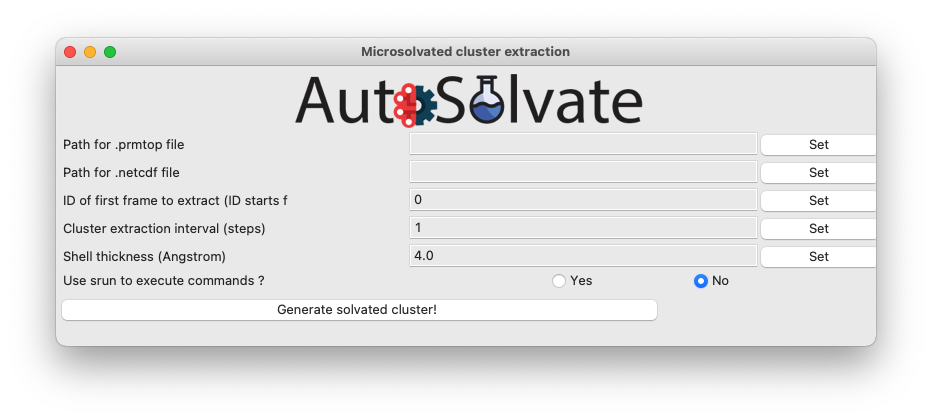 Microsolvated cluster extraction
AutoSolvate
Path for .prmtop file Set
Path for .netcdf file Set
ID of first frame to extract (ID starts f 0 Set
Cluster extraction interval (steps) 1 Set
Shell thickness (Angstrom) 4.0 Set
Use srun to execute commands ? Yes No
Generate solvated cluster!